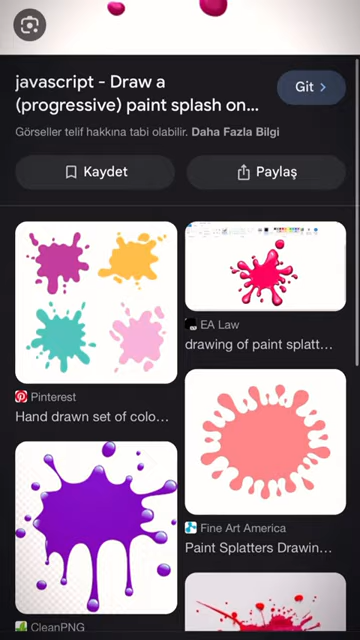 javascript - Draw a
(progressive) paint splash on...
Git
Görseller telif hakkına tabi olabilir. Daha Fazla Bilgi
Kaydet
Paylaş
Pinterest
Hand drawn set of colo...
EA Law
drawing of paint splatt...
Fine Art America
Paint Splatters Drawin...
CleanPNG